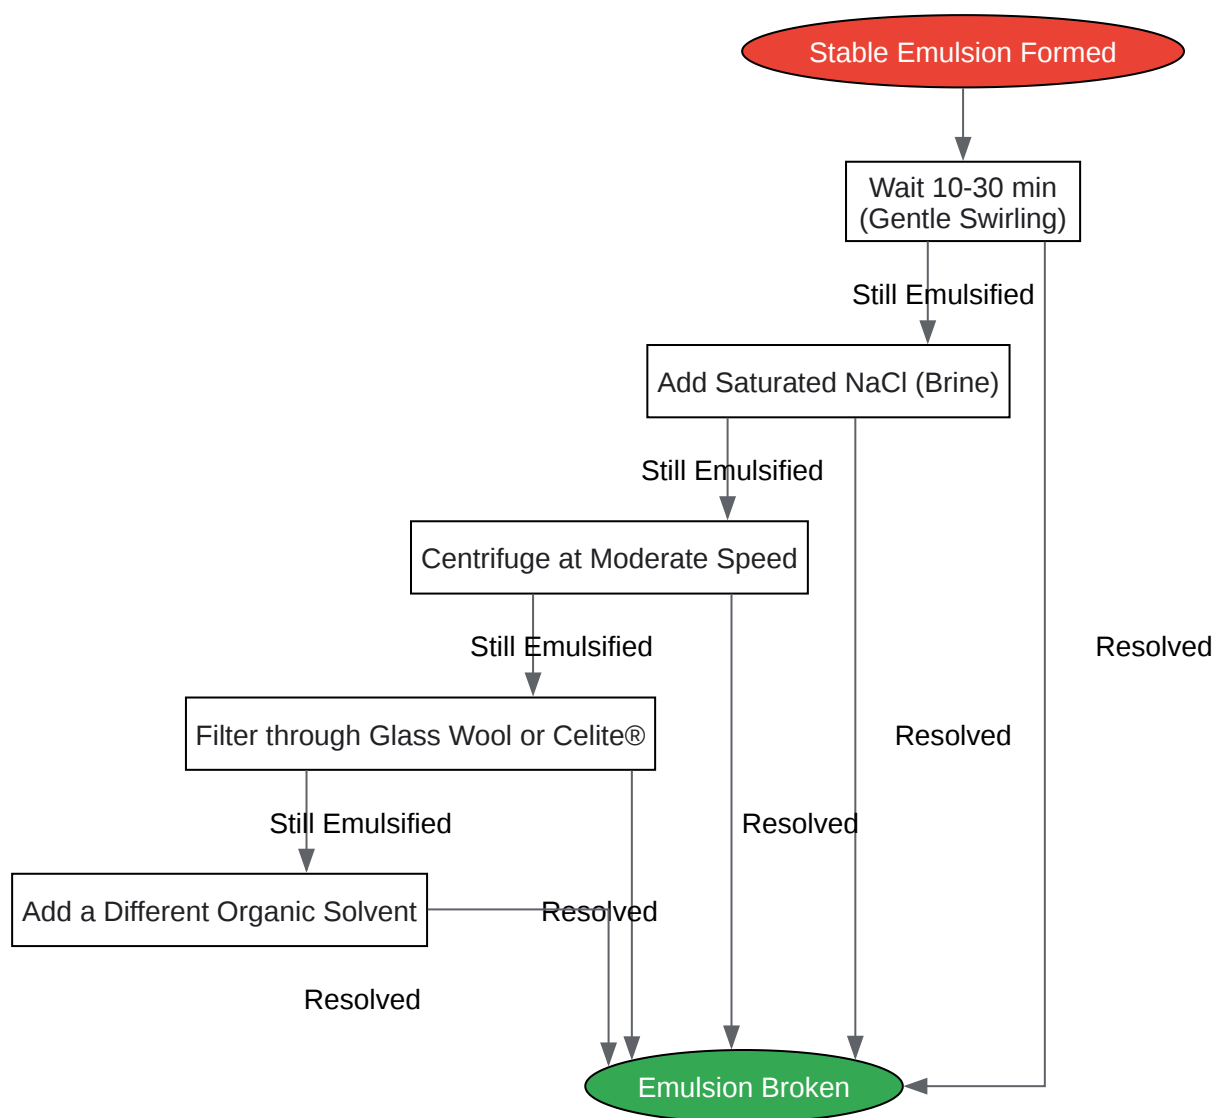 Stable Emulsion Formed
Wait 10-30 min
(Gentle Swirling)
Still Emulsified
Add Saturated NaCl (Brine)
Still Emulsified
Centrifuge at Moderate Speed
Still Emulsified
Resolved
Filter through Glass Wool or Celite®
Resolved
Still Emulsified
Resolved
Add a Different Organic Solvent
Resolved
Resolved
Emulsion Broken